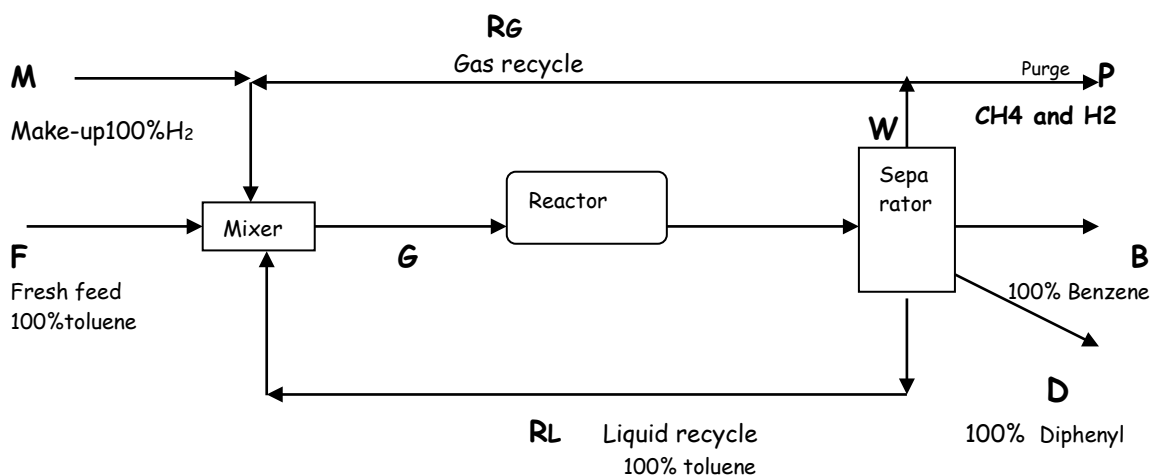 RG
M
Gas recycle
Purge
P
Make-up100%H2
W
CH4 and H2
Sepa
rator
Reactor
Mixer
F
G
B
Fresh feed
100%toluene
100% Benzene
D
RL
Liquid recycle
100% Diphenyl
100% toluene